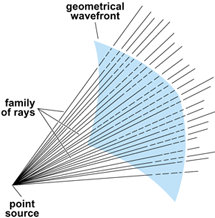 geometrical
wavefront
family
of rays
point
source